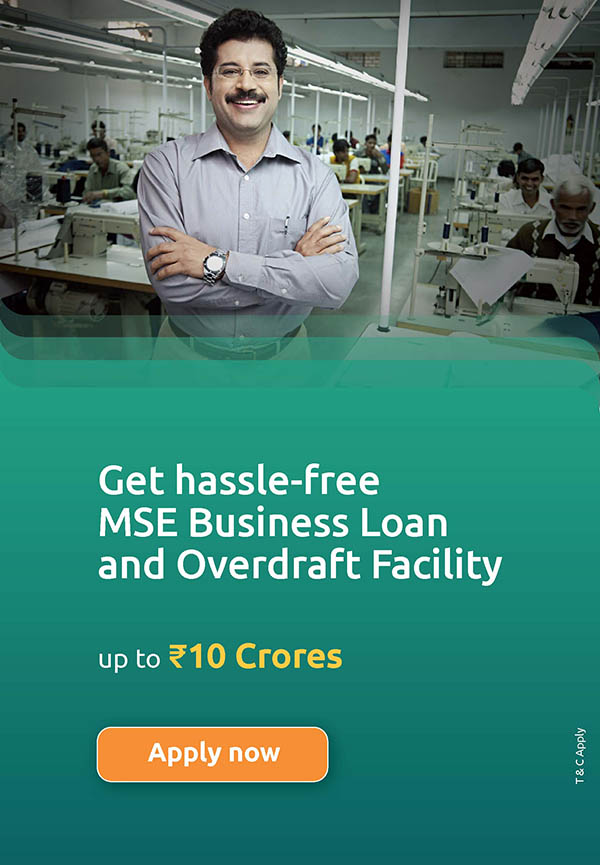 Get hassle-free
MSE Business Loan
and Overdraft Facility
up to ₹10 Crores
Apply now
T & C Apply